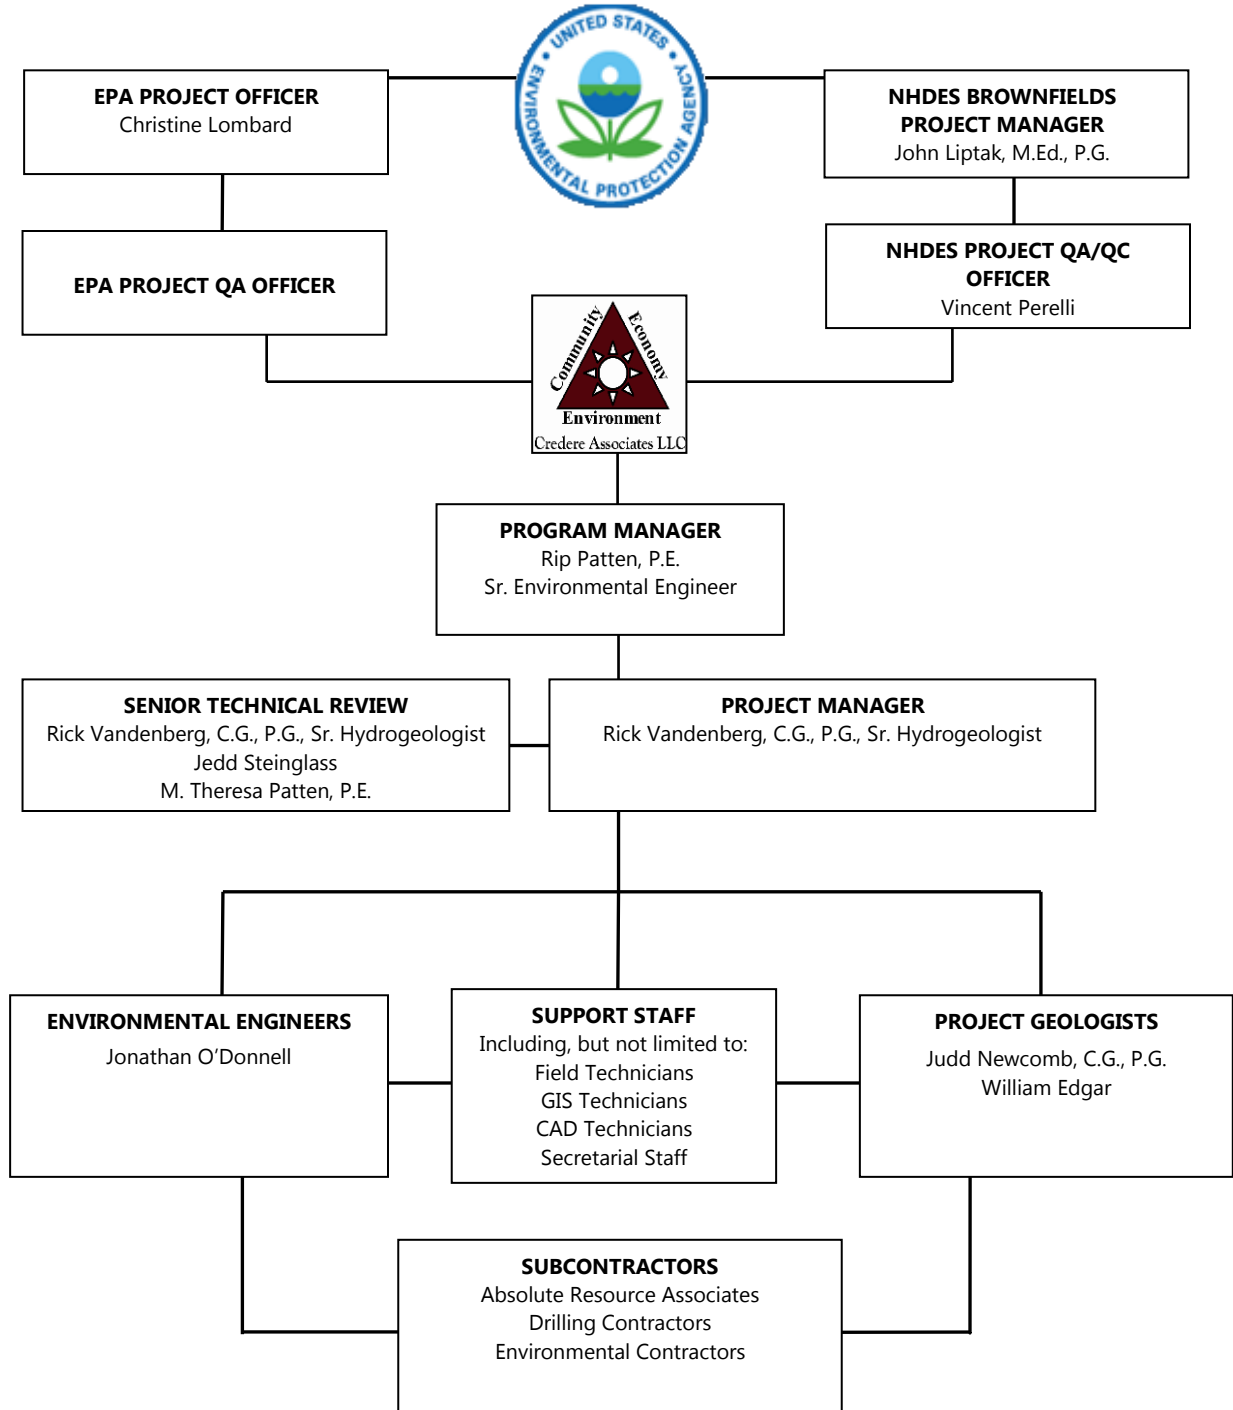 UNITED STATES
ENVIRONMENTAL PROTECTION AGENCY
EPA PROJECT OFFICER
Christine Lombard
NHDES BROWNFIELDS
PROJECT MANAGER
John Liptak, M.Ed., P.G.
EPA PROJECT QA OFFICER
NHDES PROJECT QA/QC
OFFICER
Vincent Perelli
Community
Economy
Environment
Credere Associates LLC
PROGRAM MANAGER
Rip Patten, P.E.
Sr. Environmental Engineer
SENIOR TECHNICAL REVIEW
Rick Vandenberg, C.G., P.G., Sr. Hydrogeologist
Jedd Steinglass
M. Theresa Patten, P.E.
PROJECT MANAGER
Rick Vandenberg, C.G., P.G., Sr. Hydrogeologist
ENVIRONMENTAL ENGINEERS
Jonathan O’Donnell
SUPPORT STAFF
Including, but not limited to:
Field Technicians
GIS Technicians
CAD Technicians
Secretarial Staff
PROJECT GEOLOGISTS
Judd Newcomb, C.G., P.G.
William Edgar
SUBCONTRACTORS
Absolute Resource Associates
Drilling Contractors
Environmental Contractors